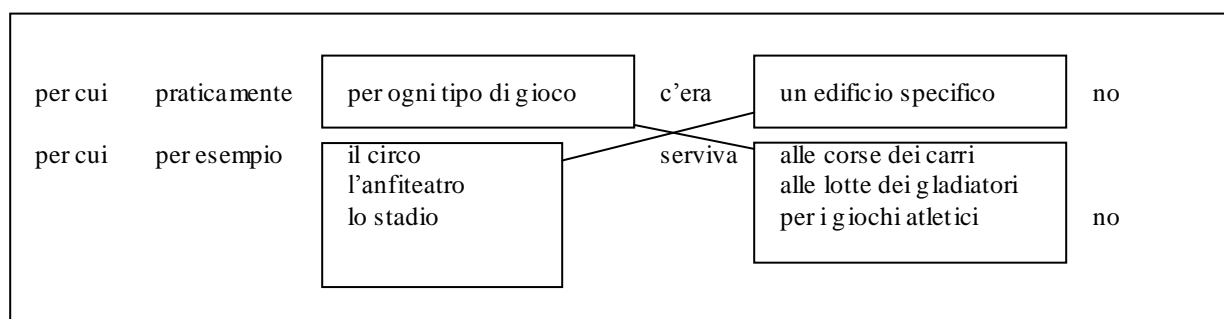 per cui praticamente per ogni tipo di gioco c'era un edificio specifico no
per cui per esempio il circo serviva alle corse dei carri
l'anfiteatro alle lotte dei gladiatori
lo stadio per i giochi atletici no